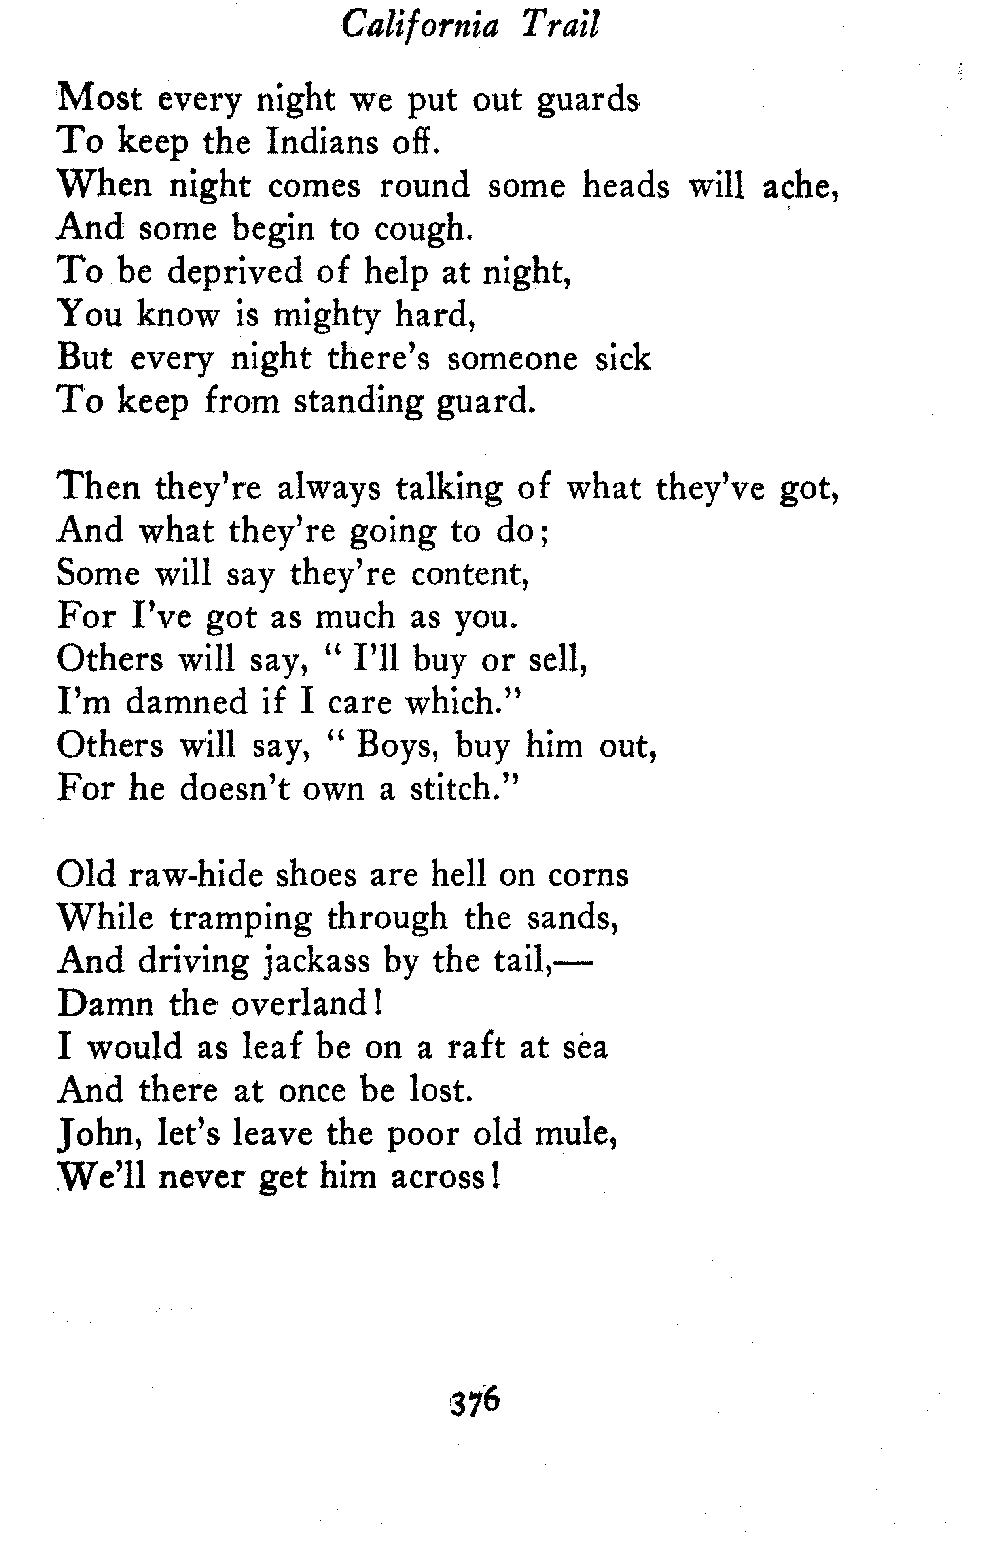 California Trail
Most every night we put out guards
To keep the Indians off.
When night comes round some heads will ache,
And some begin to cough.
To be deprived of help at night,
You know is mighty hard,
But every night there's someone sick
To keep from standing guard.
Then they're always talking of what they've got,
And what they're going to do;
Some will say they're content,
For I've got as much as you.
Others will say, " I'll buy or sell,
I'm damned if I care which."
Others will say, " Boys, buy him out,
For he doesn't own a stitch."
Old raw-hide shoes are hell on corns
While tramping through the sands,
And driving jackass by the tail,—
Damn the overland!
I would as leaf be on a raft at sea
And there at once be lost.
John, let's leave the poor old mule,
We'll never get him across!
376